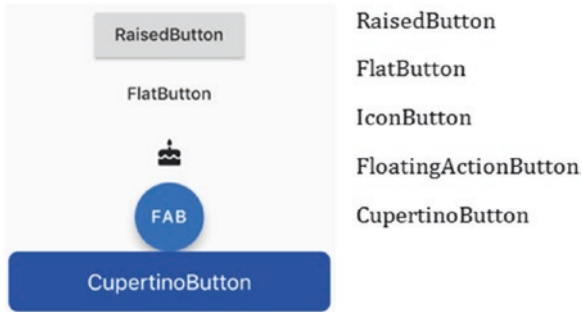 RaisedButton
FlatButton
FAB
CupertinoButton
RaisedButton
FlatButton
IconButton
FloatingActionButton
CupertinoButton